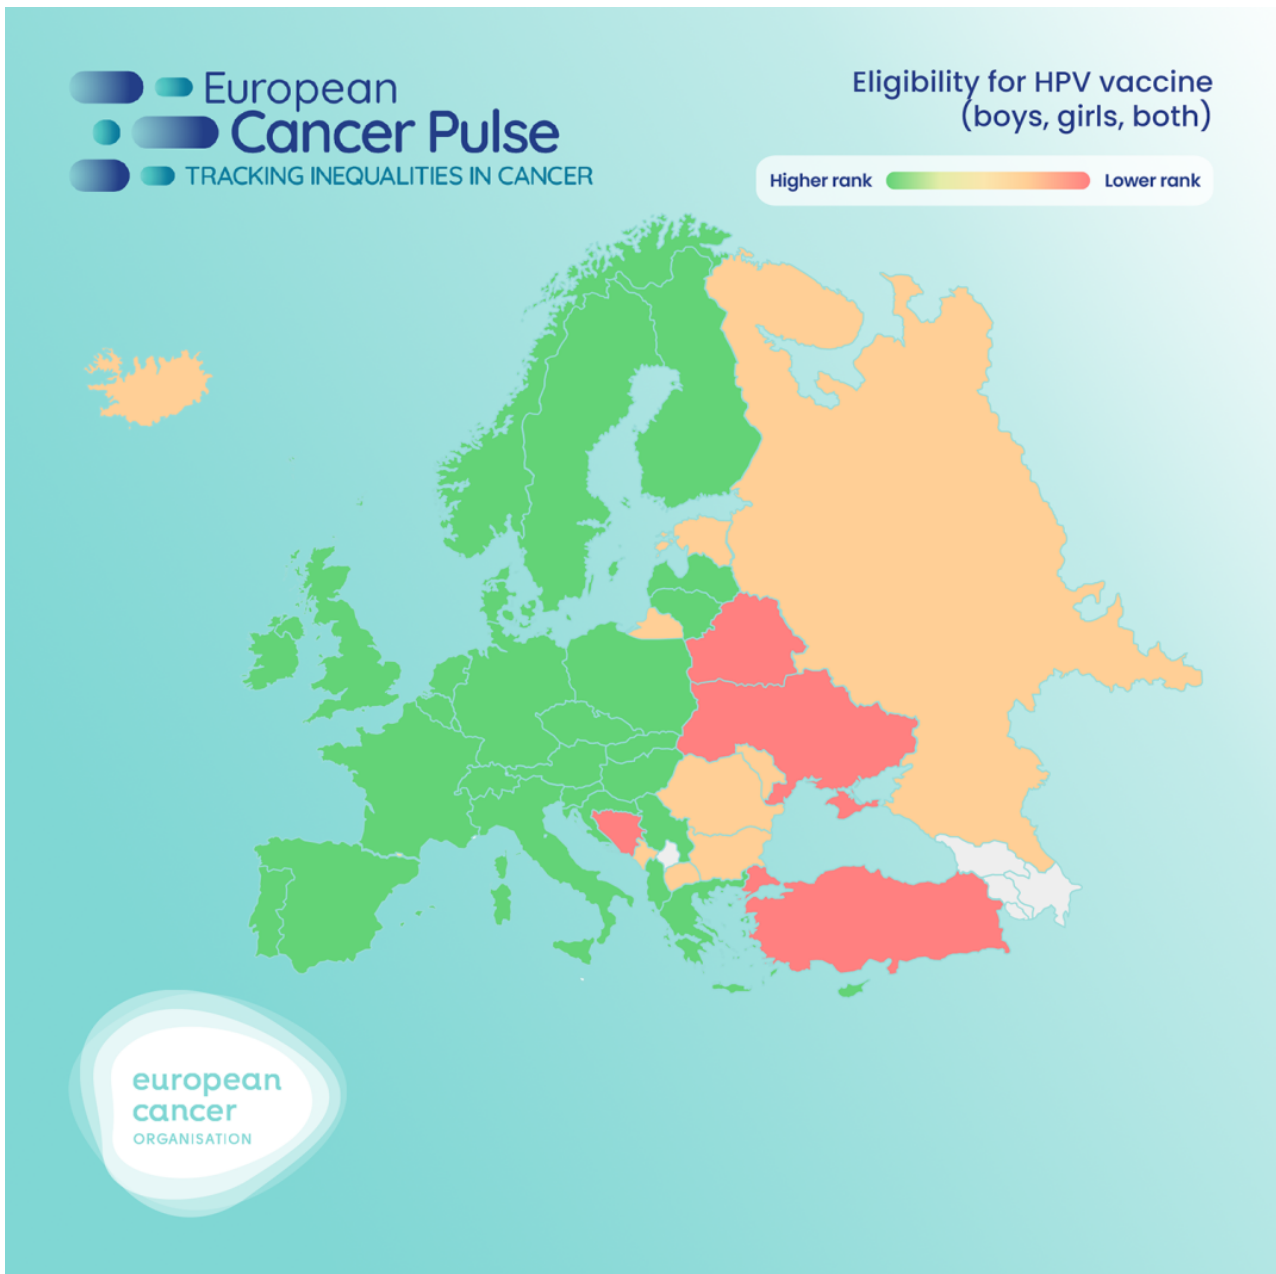 European
Cancer Pulse
TRACKING INEQUALITIES IN CANCER
Eligibility for HPV vaccine
(boys, girls, both)
Higher rank
Lower rank
european
cancer
ORGANISATION